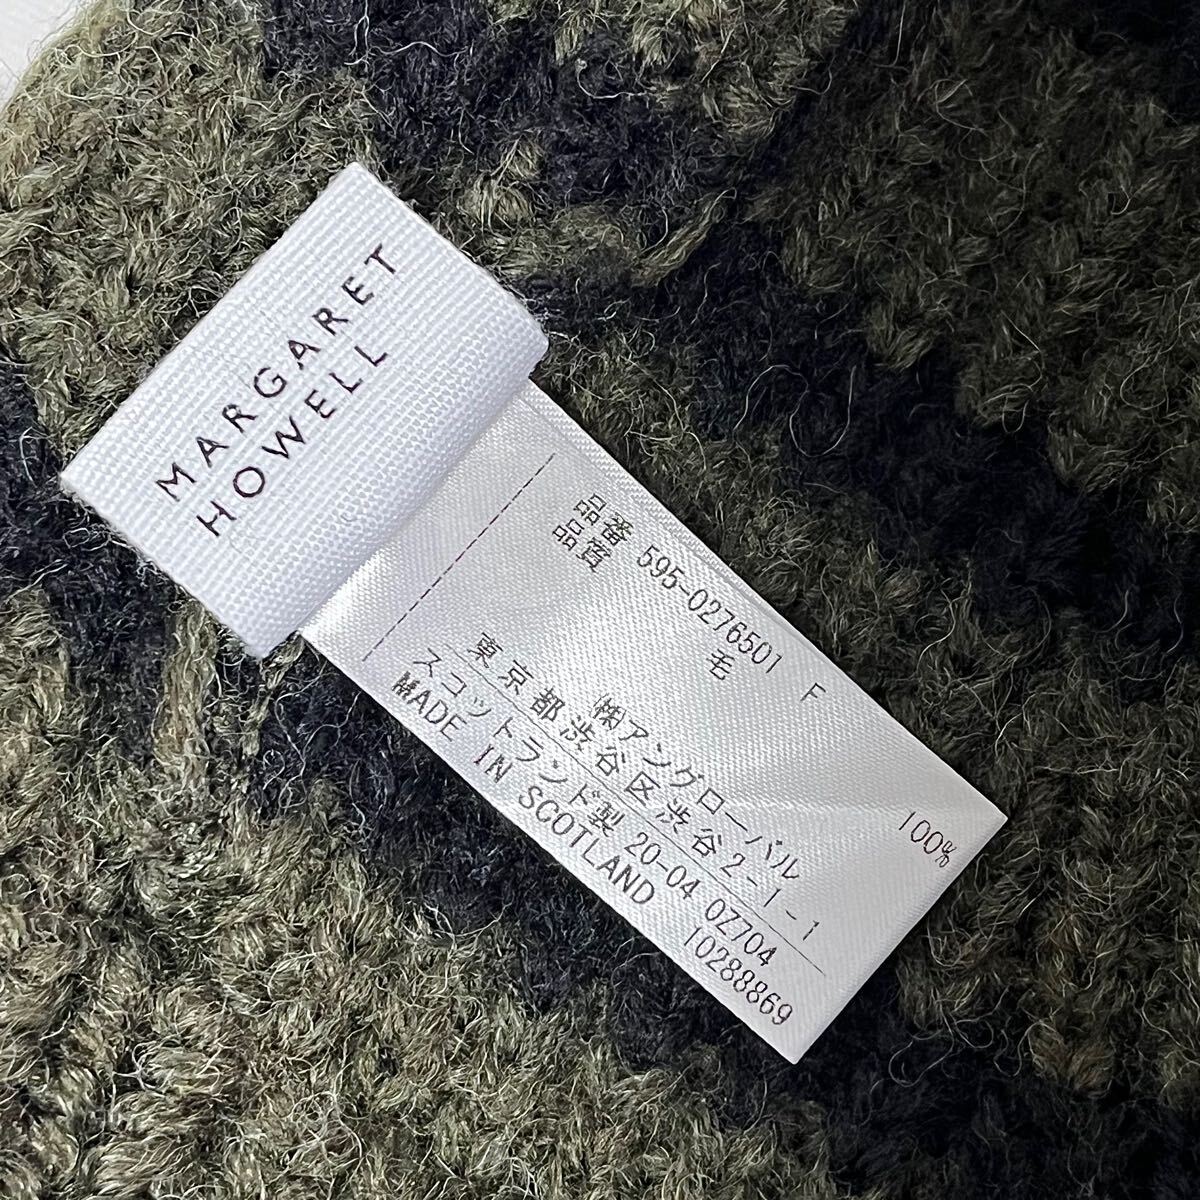 MARGARET
HOWELL
品番 595-0276501 F
品質 毛 100%
㈱アングローバル
東京都渋谷区渋谷2-1-1
スコットランド製 20-04 02704
MADE IN SCOTLAND 10288869